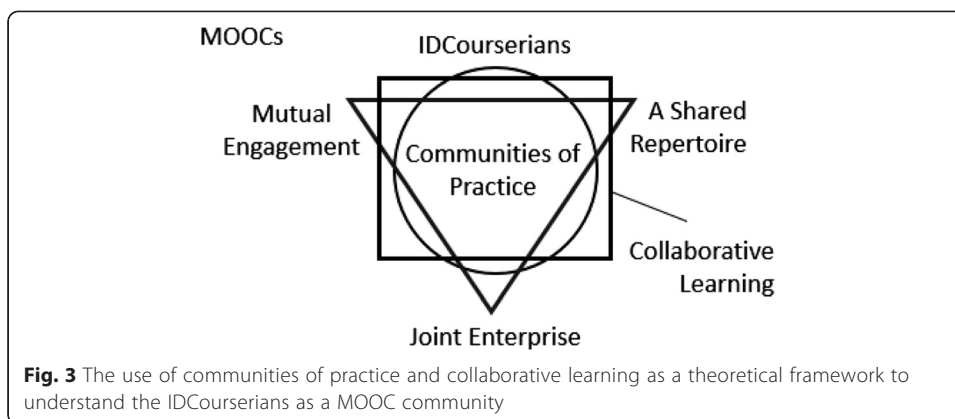 MOOCs
IDCourserians
Mutual
Engagement
A Shared
Repertoire
Communities of
Practice
Collaborative
Learning
Joint Enterprise
Fig. 3 The use of communities of practice and collaborative learning as a theoretical framework to
understand the IDCourserians as a MOOC community